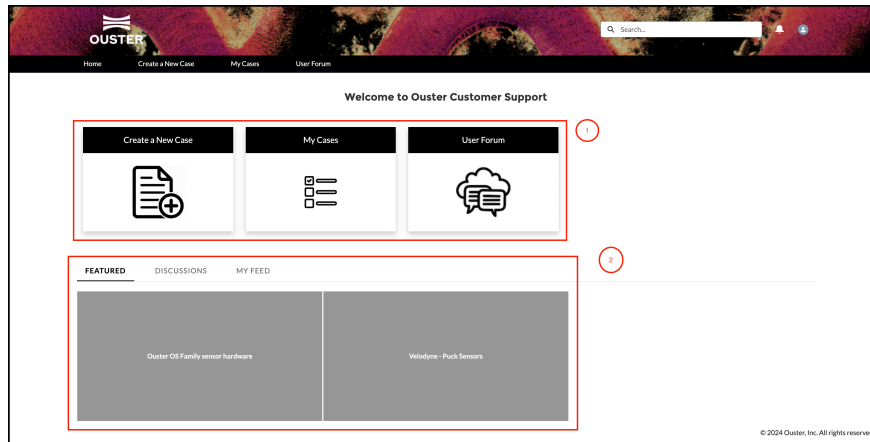 OUSTER
Search...
Home Create a New Case My Cases User Forum
Welcome to Ouster Customer Support
1
Create a New Case My Cases User Forum
2
FEATURED DISCUSSIONS MY FEED
Ouster OS Family sensor hardware Velodyne - Puck Sensors
© 2024 Ouster, Inc. All rights reserve